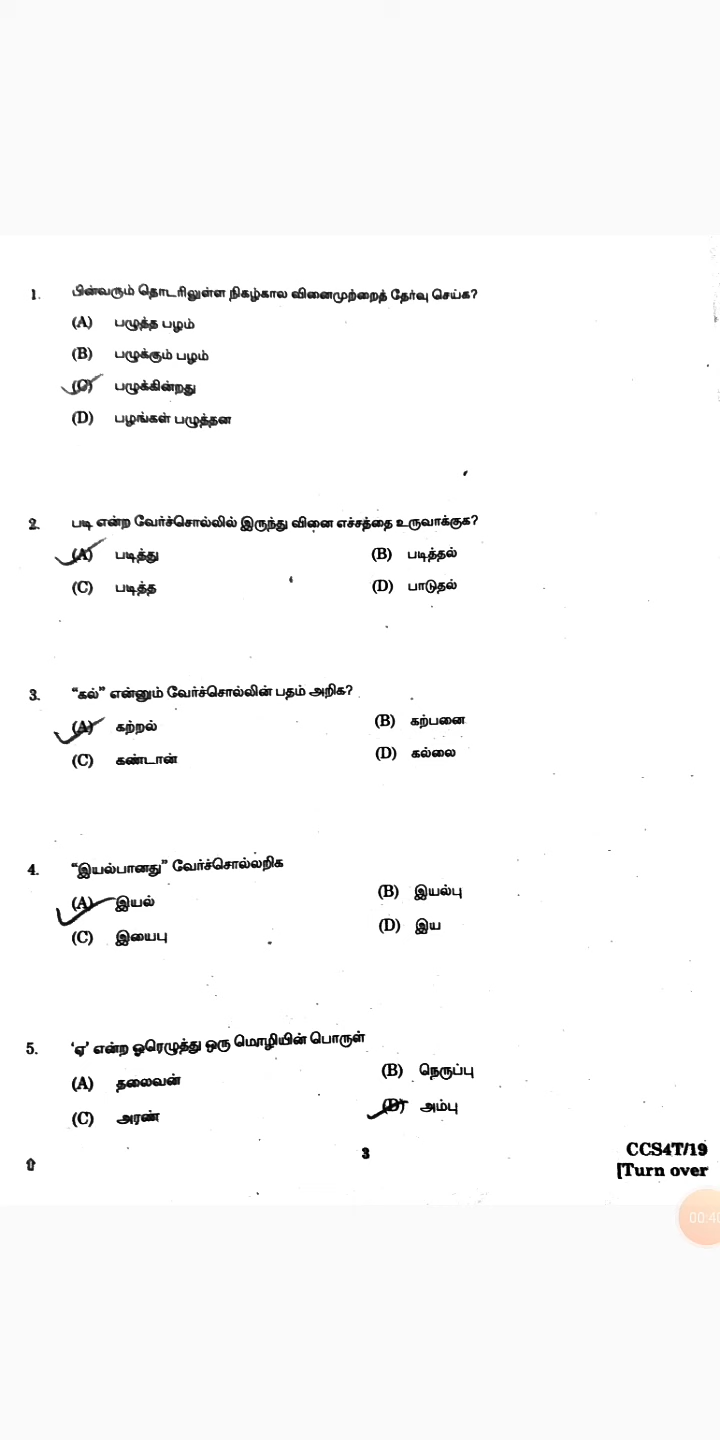 1. பின்வரும் தொடரிலுள்ள நிகழ்கால வினைமுற்றைத் தேர்வு செய்க?
(A) பழுத்த பழம்
(B) பழுக்கும் பழம்
(C) பழுக்கின்றது
(D) பழங்கள் பழுத்தன
2. படி என்ற வேர்ச்சொல்லில் இருந்து வினை எச்சத்தை உருவாக்குக?
(A) படித்து (B) படித்தல்
(C) படித்த (D) பாடுதல்
3. “கல்” என்னும் வேர்ச்சொல்லின் பதம் அறிக?
(A) கற்றல் (B) கற்பனை
(C) கண்டான் (D) கல்லை
4. “இயல்பானது” வேர்ச்சொல்லறிக
(A) இயல் (B) இயல்பு
(C) இயைபு (D) இய
5. ‘ஏ’ என்ற ஓரெழுத்து ஒரு மொழியின் பொருள்
(A) தலைவன் (B) நெருப்பு
(C) அரண் (D) அம்பு
3 CCS4T/19
⇧ [Turn over
00:40